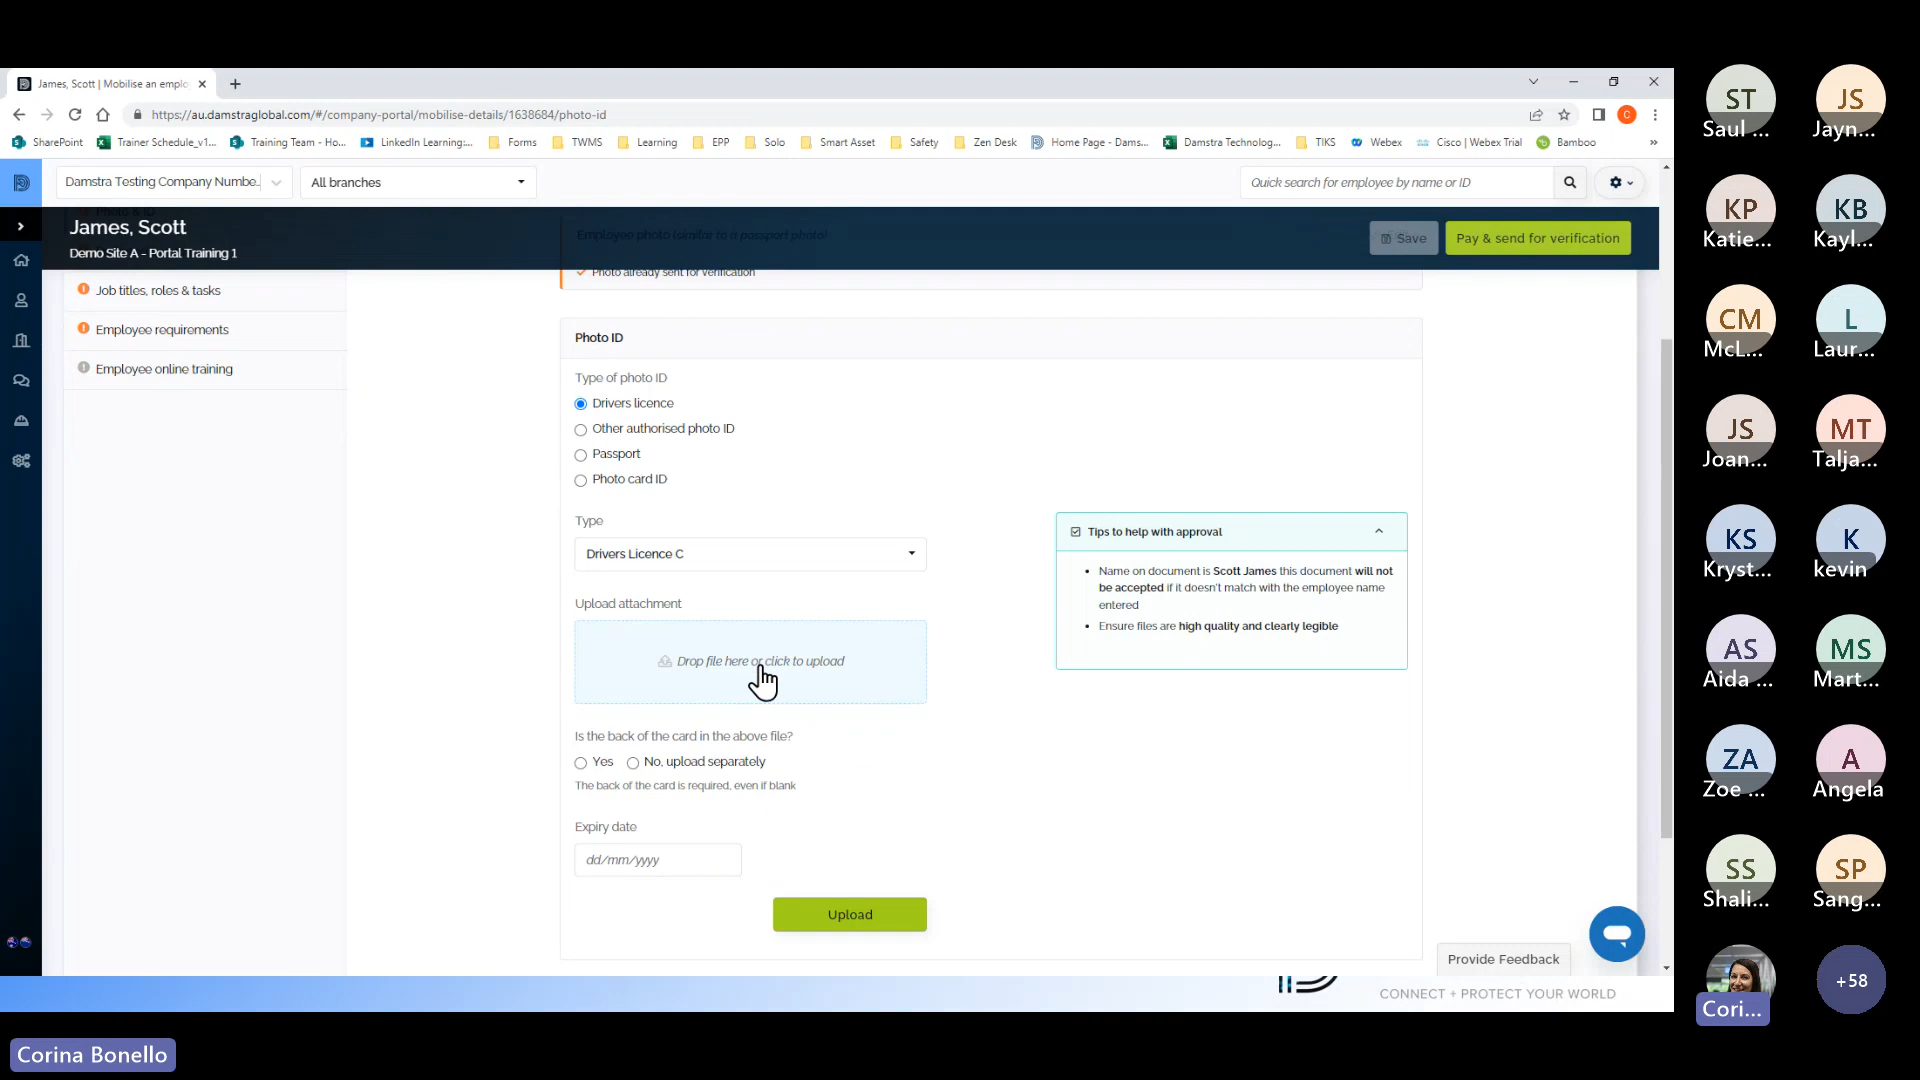 James, Scott | Mobilise an emplo
https://au.damstraglobal.com/#/company-portal/mobilise-details/1638684/photo-id
C
SharePoint
Trainer Schedule_v1...
Training Team - Ho...
LinkedIn Learning:...
Forms
TWMS
Learning
EPP
Solo
Smart Asset
Safety
Zen Desk
Home Page - Dams...
Damstra Technolog...
TIKS
Webex
Cisco | Webex Trial
Bamboo
»
Damstra Testing Company Numbe..
All branches
Quick search for employee by name or ID
James, Scott
Demo Site A - Portal Training 1
Employee photo (similar to a passport photo)
Save
Pay & send for verification
Photo already sent for verification
Job titles, roles & tasks
Employee requirements
Employee online training
Photo ID
Type of photo ID
Drivers licence
Other authorised photo ID
Passport
Photo card ID
Type
Drivers Licence C
Upload attachment
Drop file here or click to upload
Is the back of the card in the above file?
Yes
No, upload separately
The back of the card is required, even if blank
Expiry date
dd/mm/yyyy
Upload
Tips to help with approval
Name on document is Scott James this document will not
be accepted if it doesn't match with the employee name
entered
Ensure files are high quality and clearly legible
Provide Feedback
CONNECT + PROTECT YOUR WORLD
Corina Bonello
ST
Saul ...
JS
Jayn...
KP
Katie...
KB
Kayl...
CM
McL...
L
Laur...
JS
Joan...
MT
Talja...
KS
Kryst...
K
kevin
AS
Aida ...
MS
Mart...
ZA
Zoe ...
A
Angela
SS
Shali...
SP
Sang...
Cori...
+58